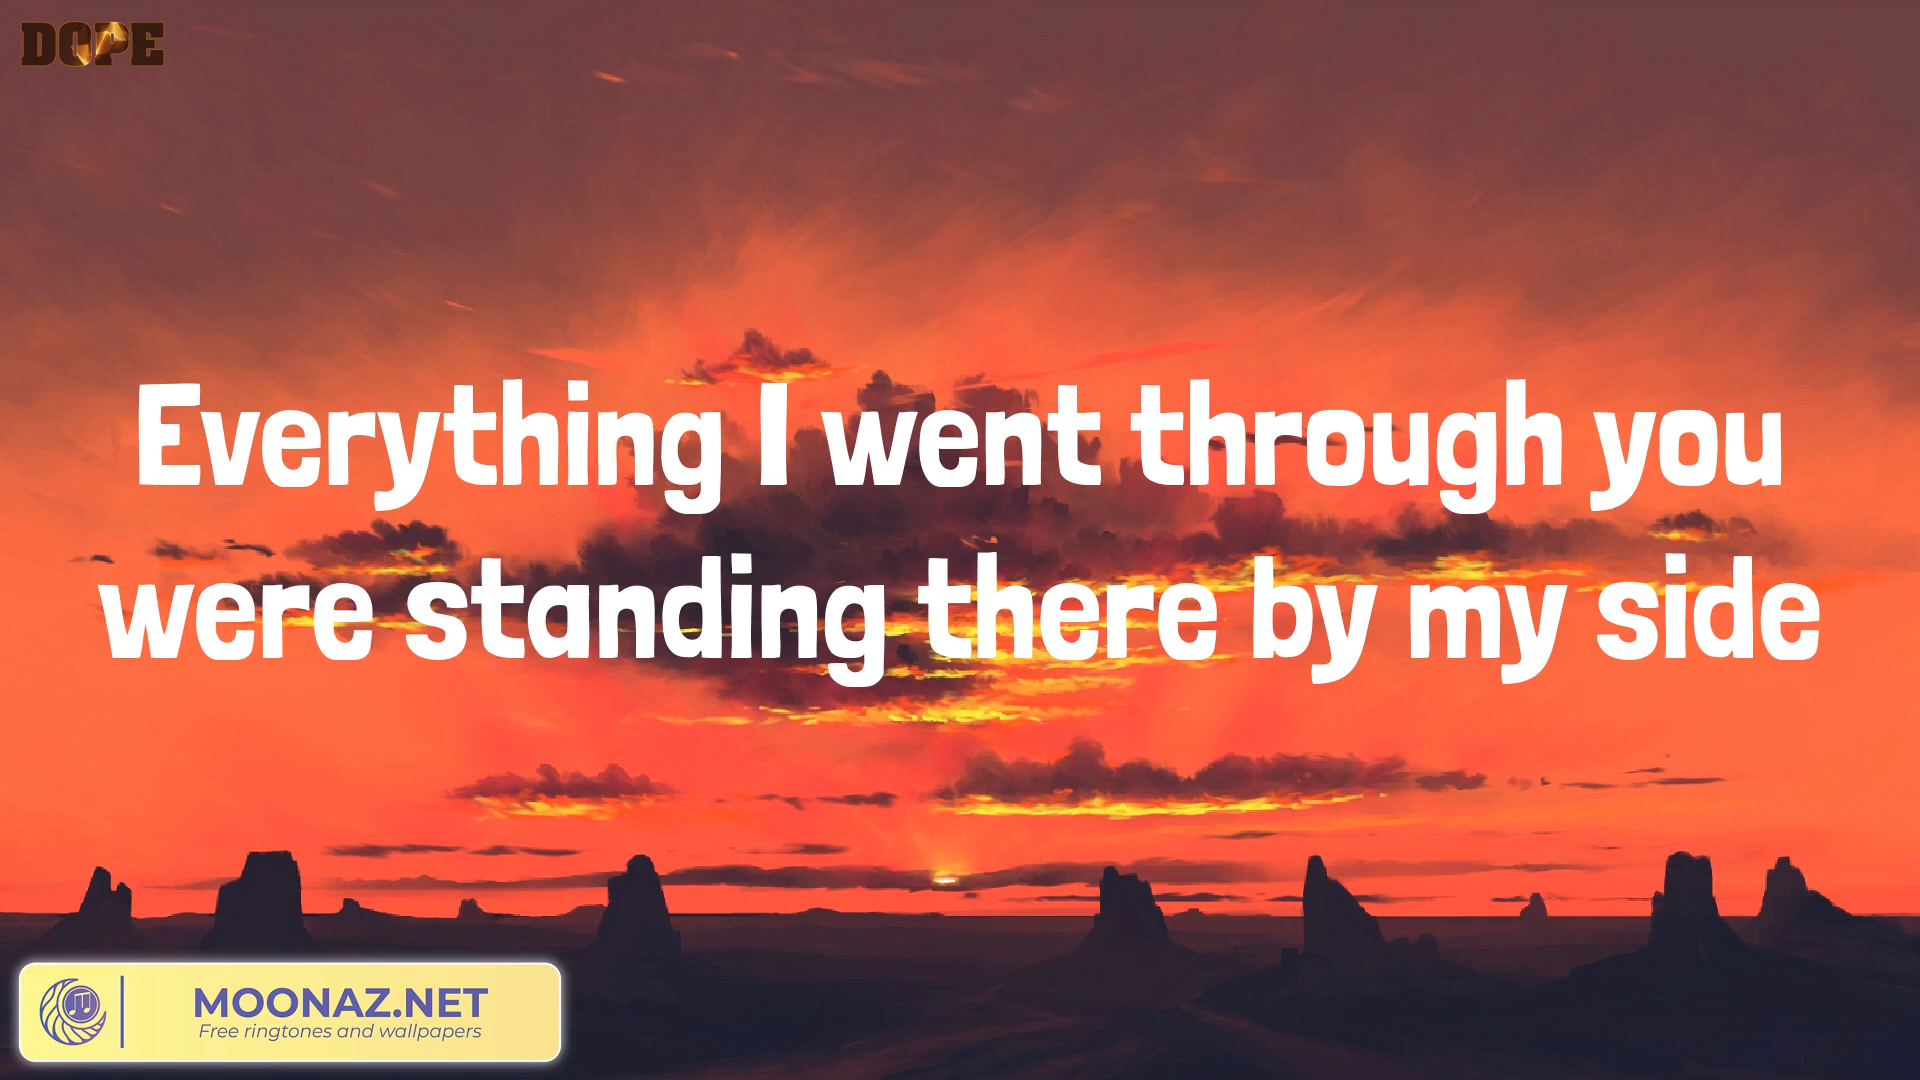 DOPE
Everything I went through you
were standing there by my side
MOONAZ.NET
Free ringtones and wallpapers